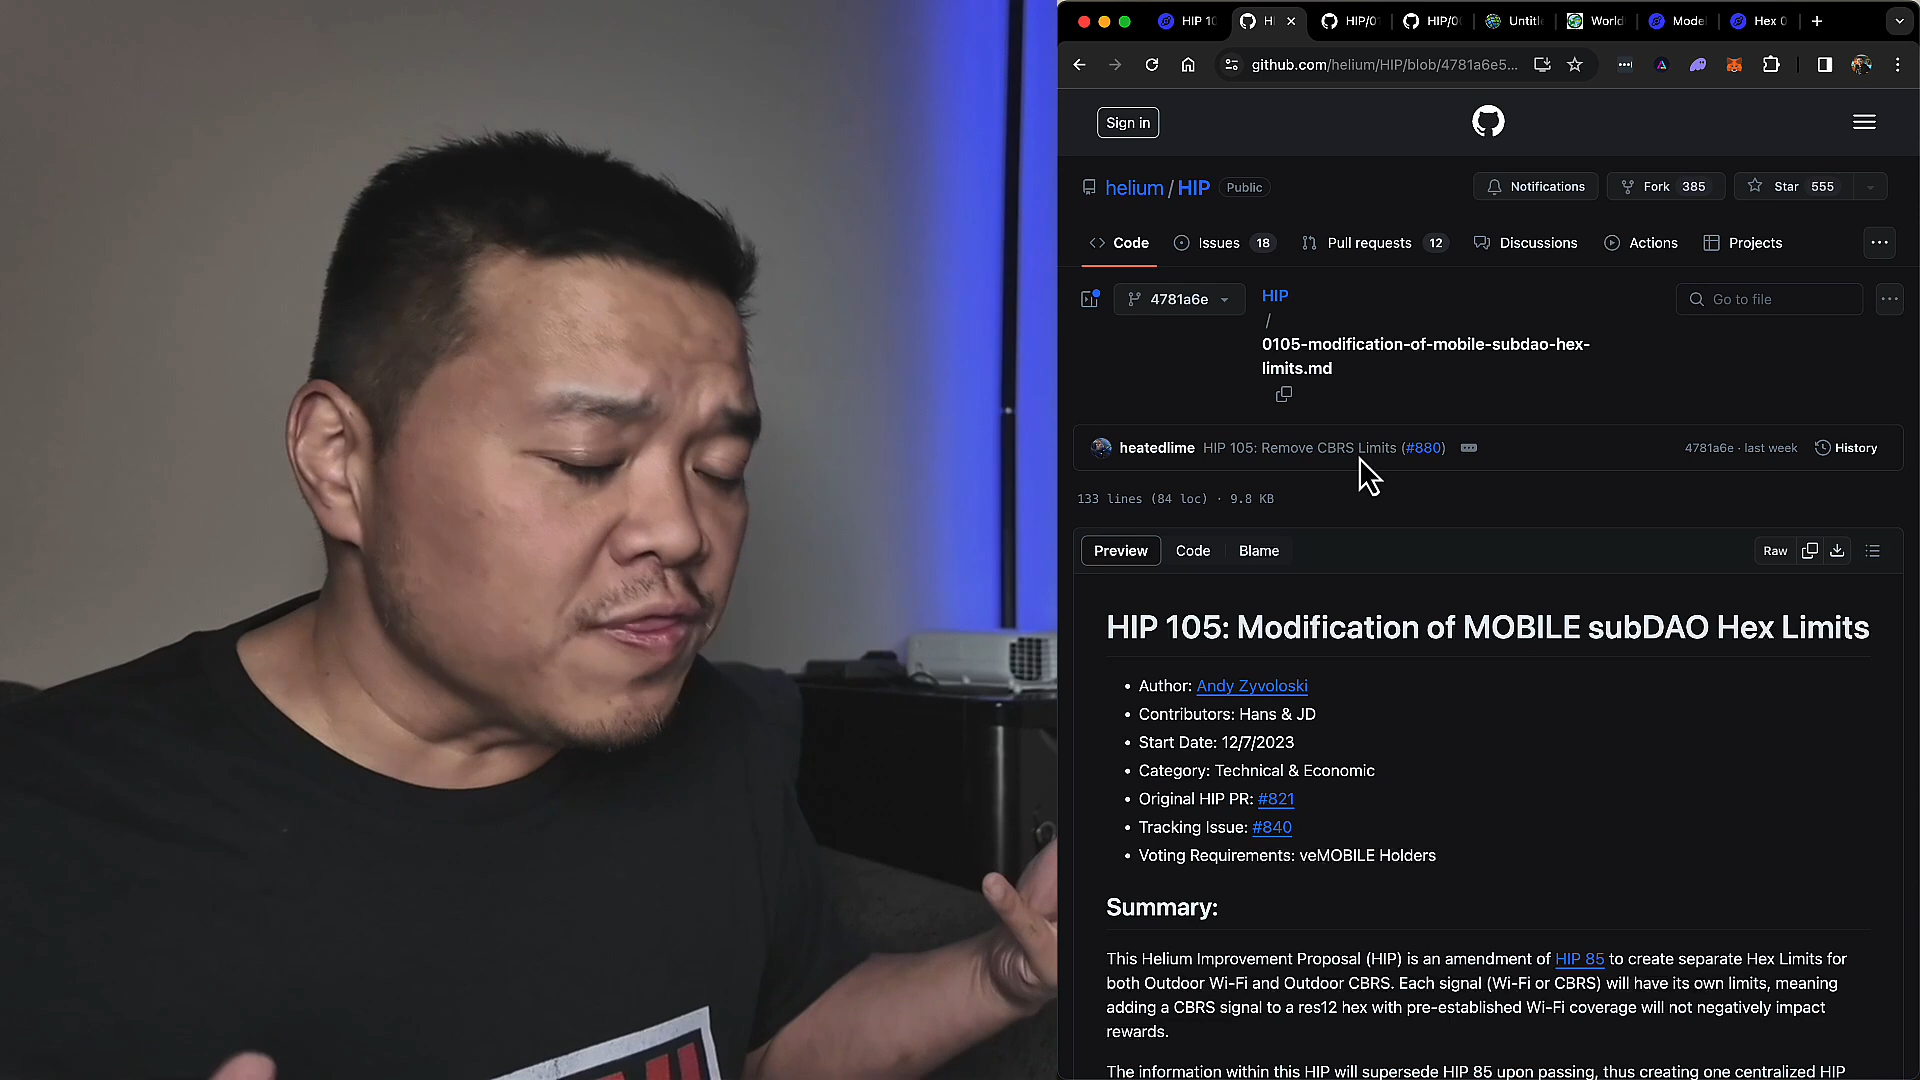 HIP 10
H
HIP/0
HIP/00
Untitl
World
Mode
Hex 0
github.com/helium/HIP/blob/4781a6e5...
Sign in
helium / HIP Public
Notifications
Fork 385
Star 555
Code
Issues 18
Pull requests 12
Discussions
Actions
Projects
4781a6e
HIP
/
0105-modification-of-mobile-subdao-hex-
limits.md
Go to file
heatedlime HIP 105: Remove CBRS Limits (#880)
4781a6e · last week
History
133 lines (84 loc) · 9.8 KB
Preview
Code
Blame
Raw
HIP 105: Modification of MOBILE subDAO Hex Limits
• Author: Andy Zyvoloski
• Contributors: Hans & JD
• Start Date: 12/7/2023
• Category: Technical & Economic
• Original HIP PR: #821
• Tracking Issue: #840
• Voting Requirements: veMOBILE Holders
Summary:
This Helium Improvement Proposal (HIP) is an amendment of HIP 85 to create separate Hex Limits for
both Outdoor Wi-Fi and Outdoor CBRS. Each signal (Wi-Fi or CBRS) will have its own limits, meaning
adding a CBRS signal to a res12 hex with pre-established Wi-Fi coverage will not negatively impact
rewards.
The information within this HIP will supersede HIP 85 upon passing, thus creating one centralized HIP